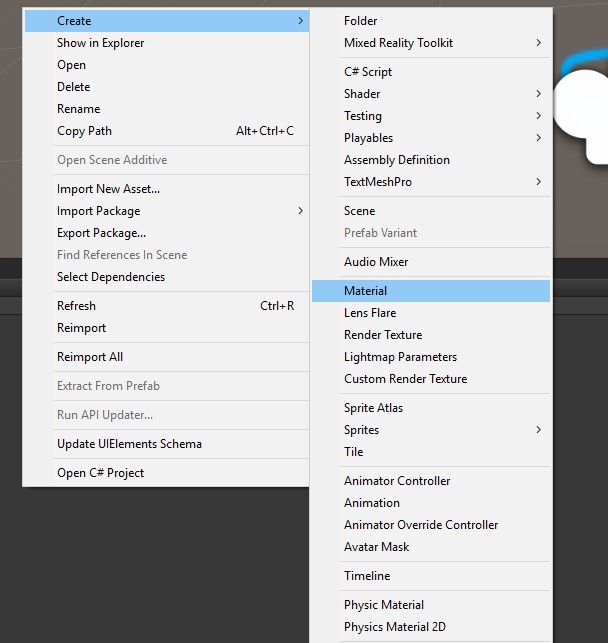 Create
Show in Explorer
Open
Delete
Rename
Copy Path Alt+Ctrl+C
Open Scene Additive
Import New Asset...
Import Package
Export Package...
Find References In Scene
Select Dependencies
Refresh Ctrl+R
Reimport
Reimport All
Extract From Prefab
Run API Updater...
Update UIElements Schema
Open C# Project
Folder
Mixed Reality Toolkit
C# Script
Shader
Testing
Playables
Assembly Definition
TextMeshPro
Scene
Prefab Variant
Audio Mixer
Material
Lens Flare
Render Texture
Lightmap Parameters
Custom Render Texture
Sprite Atlas
Sprites
Tile
Animator Controller
Animation
Animator Override Controller
Avatar Mask
Timeline
Physic Material
Physics Material 2D